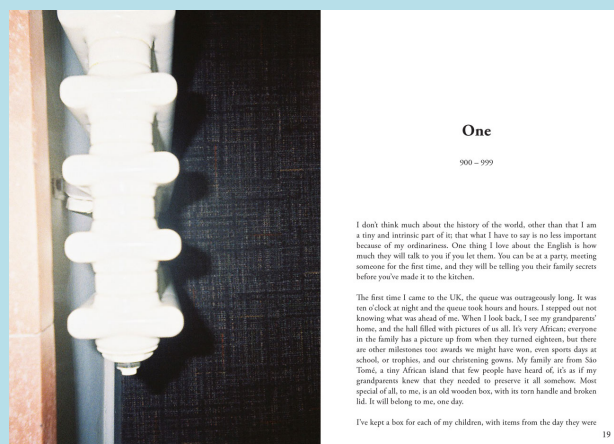 One
900 – 999
I don't think much about the history of the world, other than that I am
a tiny and intrinsic part of it; that what I have to say is no less important
because of my ordinariness. One thing I love about the English is how
much they will talk to you if you let them. You can be at a party, meeting
someone for the first time, and they will be telling you their family secrets
before you've made it to the kitchen.
The first time I came to the UK, the queue was outrageously long. It was
ten o'clock at night and the queue took hours and hours. I stepped out not
knowing what was ahead of me. When I look back, I see my grandparents'
home, and the hall filled with pictures of us all. It's very African; everyone
in the family has a picture up from when they turned eighteen, but there
are other milestones too: awards we might have won, even sports days at
school, or trophies, and our christening gowns. My family are from São
Tomé, a tiny African island that few people have heard of, it's as if my
grandparents knew that they needed to preserve it all somehow. Most
special of all, to me, is an old wooden box, with its torn handle and broken
lid. It will belong to me, one day.
I've kept a box for each of my children, with items from the day they were
19